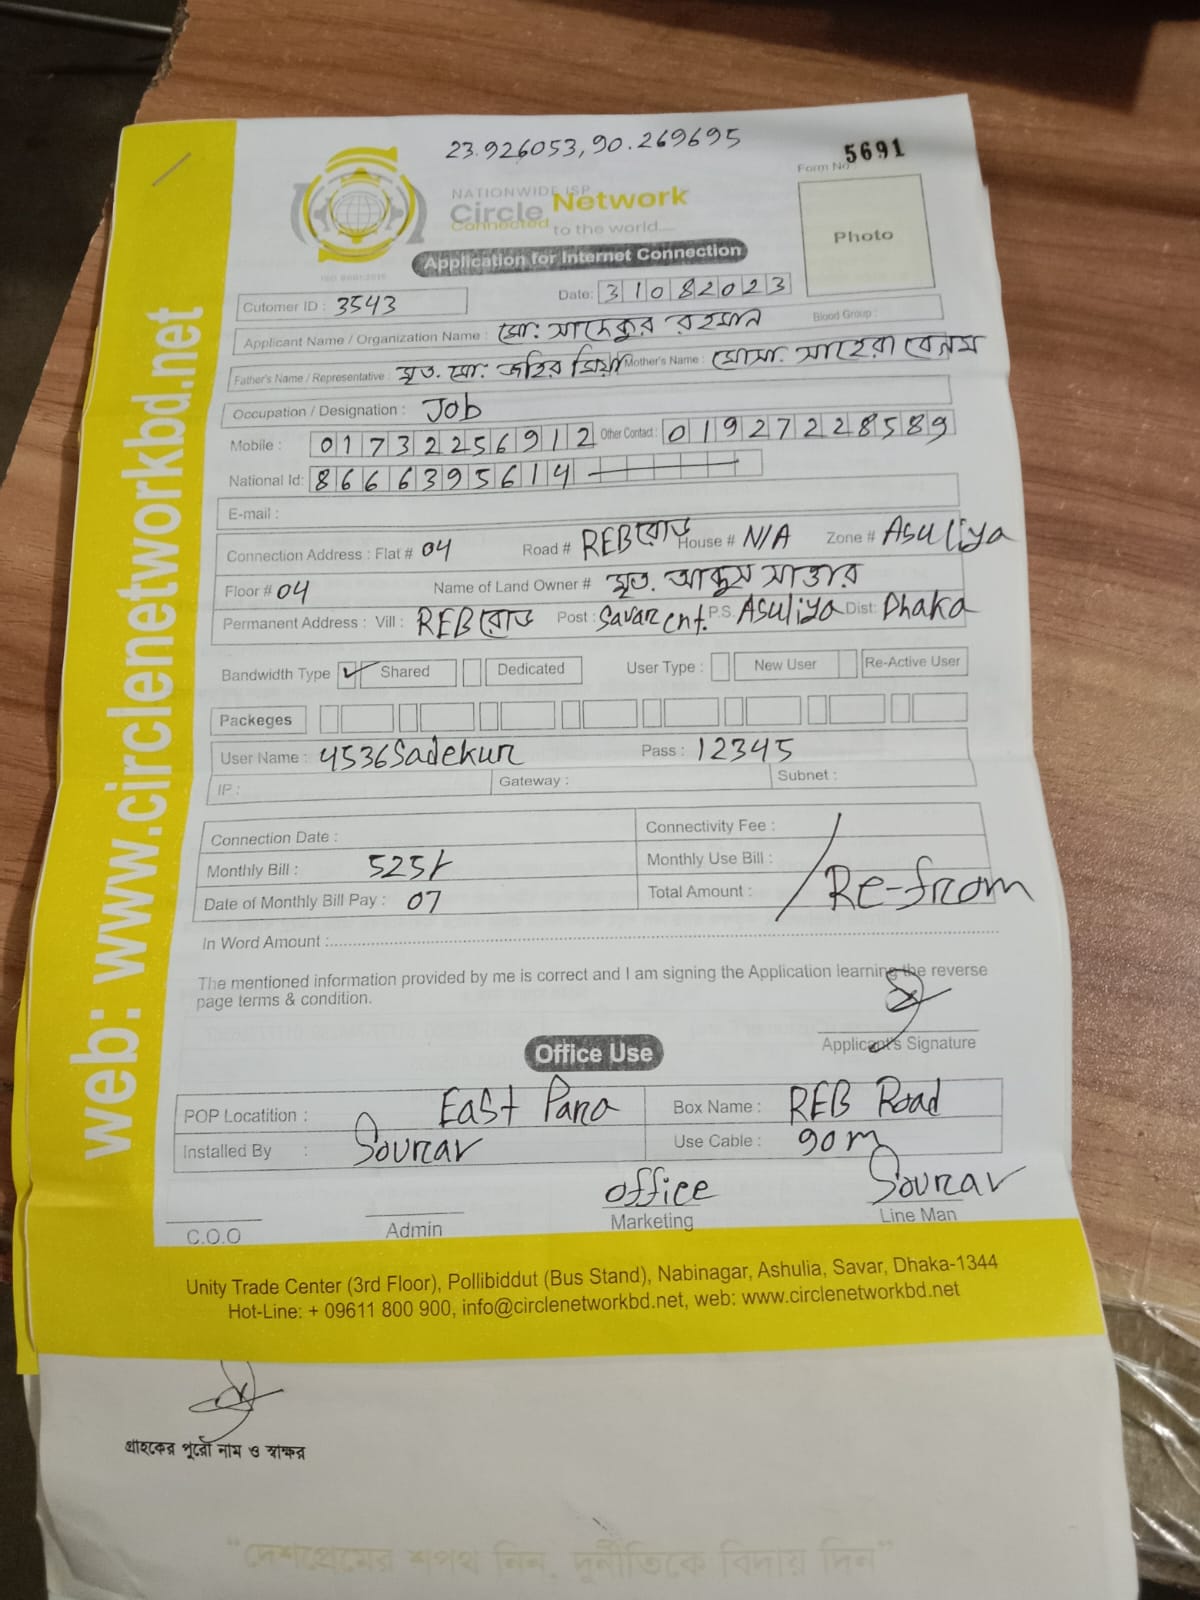 23.926053, 90.269695
Form No 5691
NATIONWIDE ISP
Circle Network
Connected to the world....
Photo
ISO 9001:2015
Application for Internet Connection
Cutomer ID : 3543 Date: 31082023
Applicant Name / Organization Name : মো: সাদেকুর রহমান Blood Group :
Father's Name / Representative : মৃত. মো: জহির মিয়া Mother's Name : মোসা. সাহেরা বেগম
Occupation / Designation : Job
Mobile : 01732256912 Other Contact : 01927228589
National Id: 8666395614
E-mail :
Connection Address : Flat # 04 Road # REB রোড House # N/A Zone # Asuliya
Floor # 04 Name of Land Owner # মৃত. আব্দুস সাত্তার
Permanent Address : Vill : REB রোড Post : Savar cnt. P.S. Asuliya Dist: Dhaka
Bandwidth Type Shared Dedicated User Type : New User Re-Active User
Packeges
User Name : 4536Sadekur Pass : 12345
IP : Gateway : Subnet :
Connection Date : Connectivity Fee :
Monthly Bill : 525/- Monthly Use Bill :
Date of Monthly Bill Pay : 07 Total Amount : Re-from
In Word Amount :
The mentioned information provided by me is correct and I am signing the Application learning the reverse
page terms & condition.
Applicant's Signature
Office Use
POP Locatition : East Para Box Name : REB Road
Installed By : Sourav Use Cable : 90m
office Sourav
C.O.O Admin Marketing Line Man
Unity Trade Center (3rd Floor), Pollibiddut (Bus Stand), Nabinagar, Ashulia, Savar, Dhaka-1344
Hot-Line: + 09611 800 900, info@circlenetworkbd.net, web: www.circlenetworkbd.net
web: www.circlenetworkbd.net
গ্রাহকের পুরো নাম ও স্বাক্ষর
"দেশপ্রেমের শপথ নিন, দুর্নীতিকে বিদায় দিন"